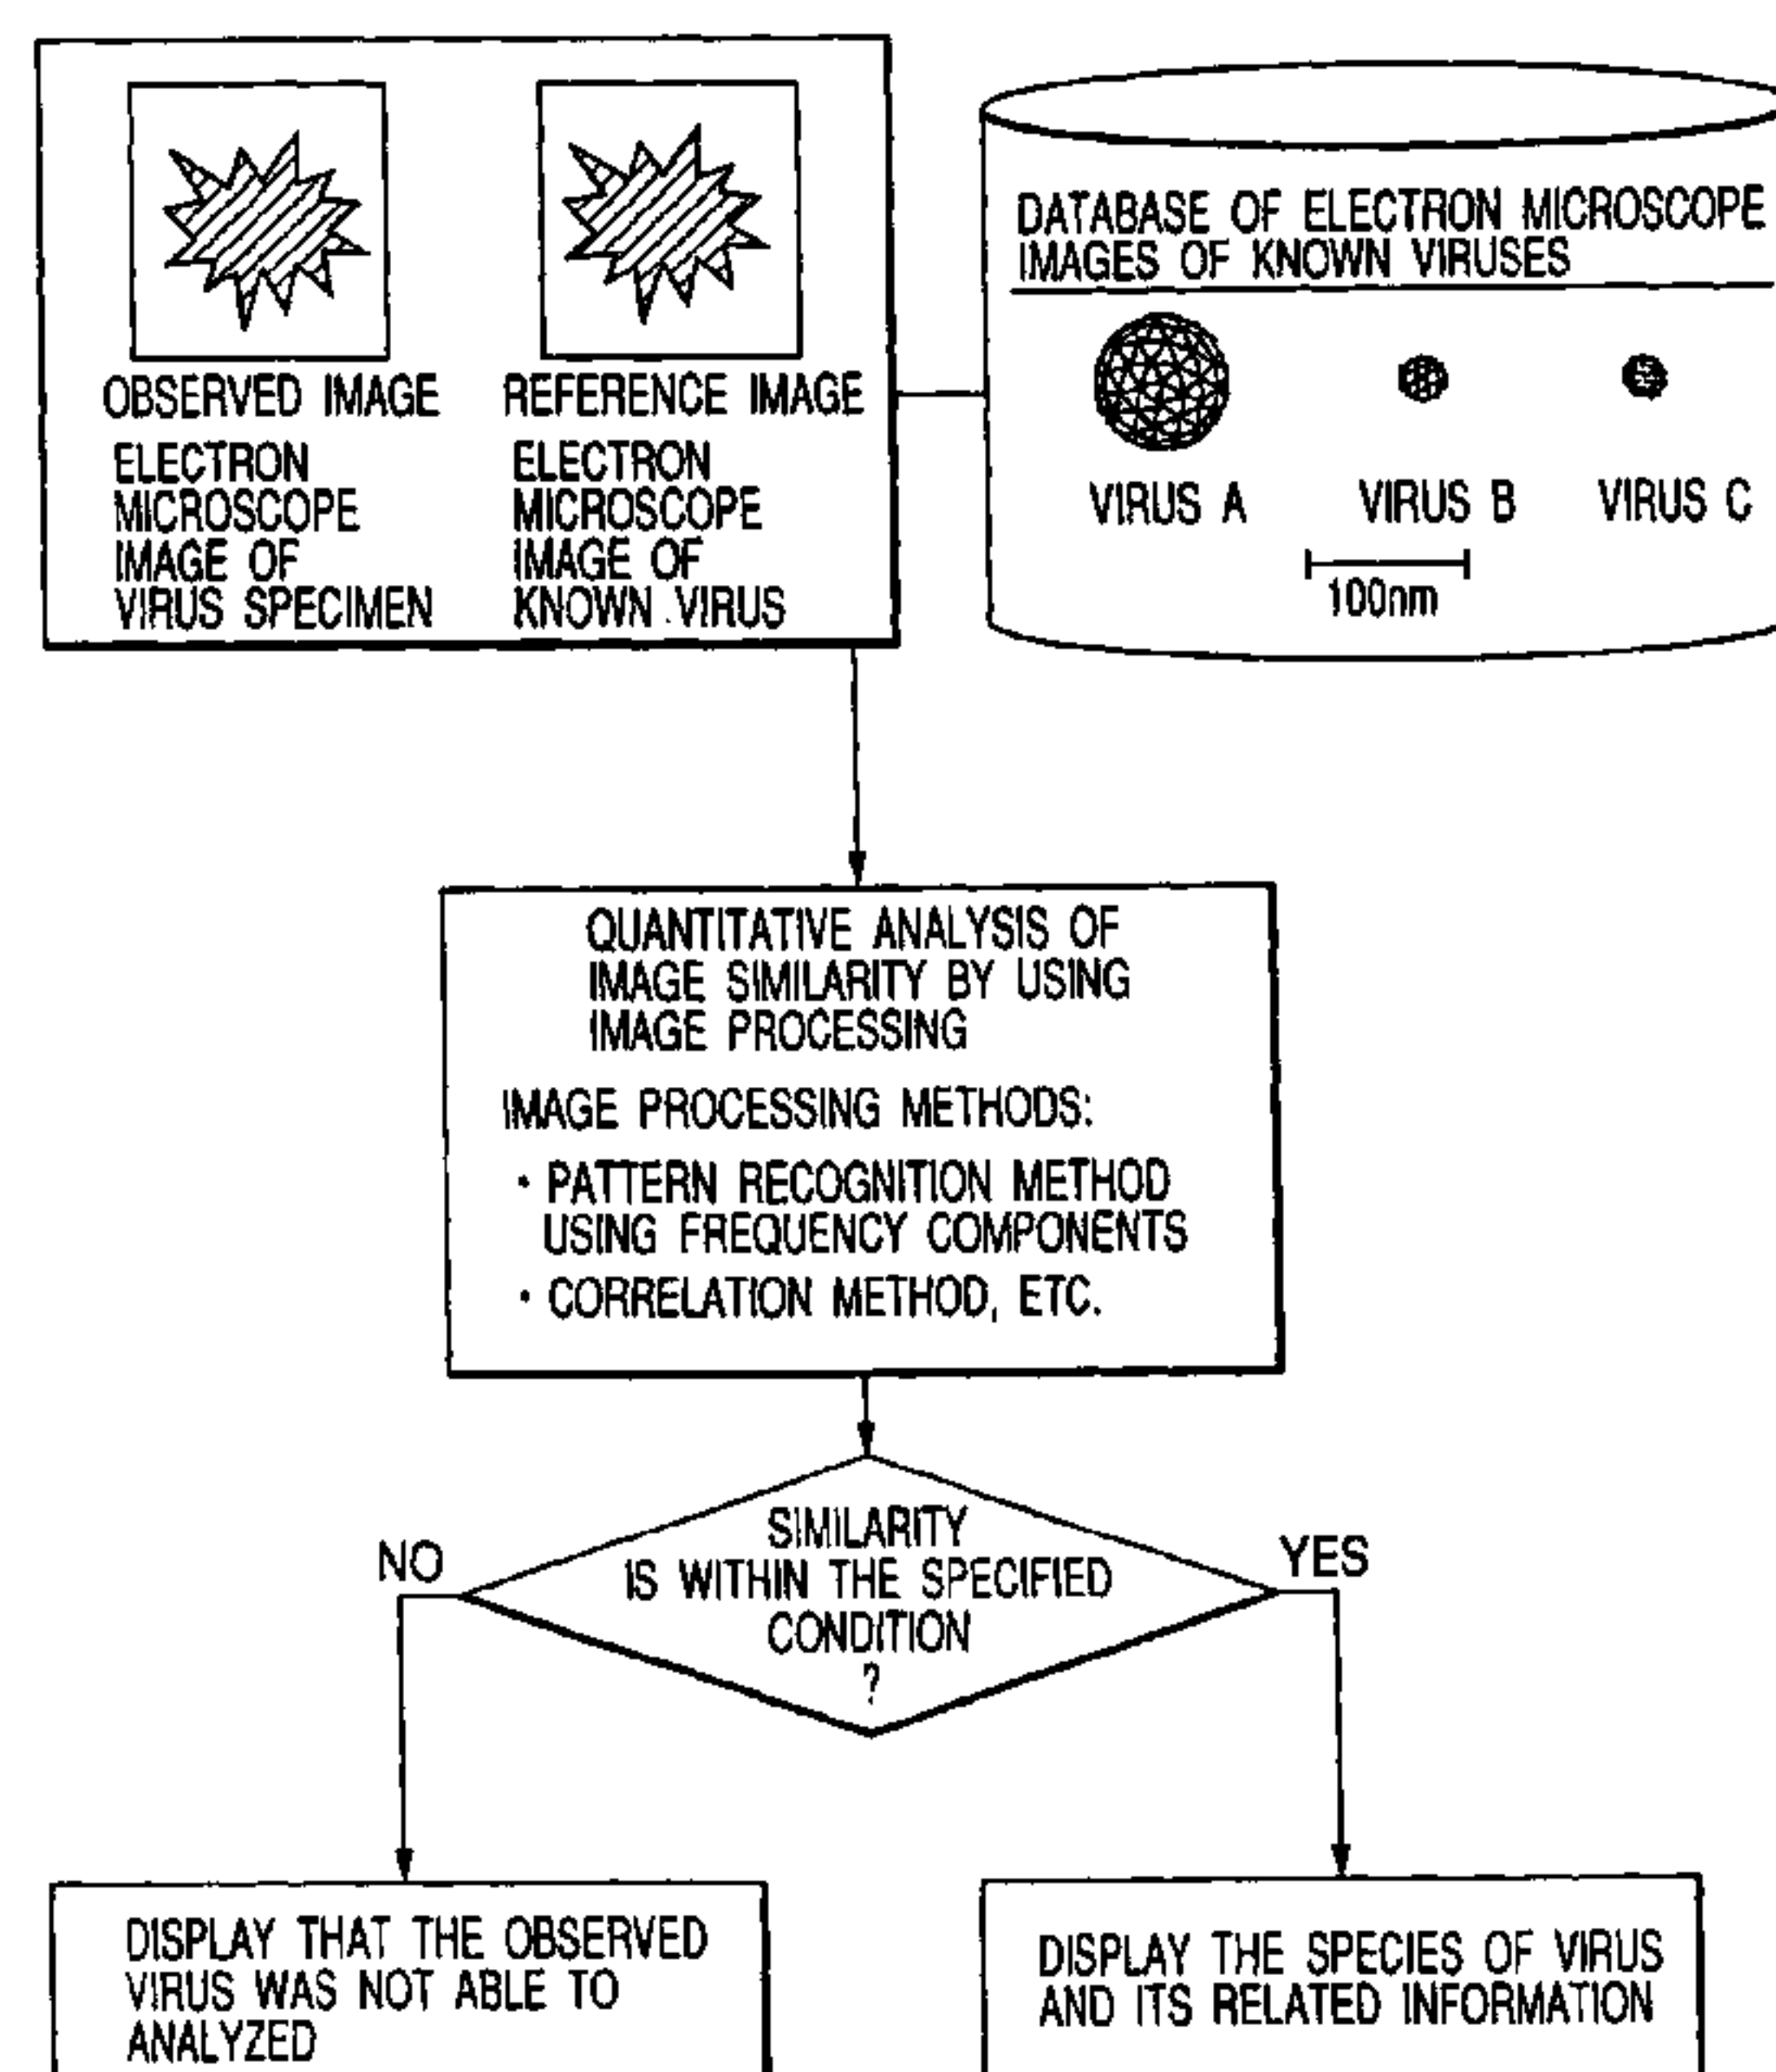 OBSERVED IMAGE
ELECTRON
MICROSCOPE
IMAGE OF
VIRUS SPECIMEN
REFERENCE IMAGE
ELECTRON
MICROSCOPE
IMAGE OF
KNOWN VIRUS
DATABASE OF ELECTRON MICROSCOPE
IMAGES OF KNOWN VIRUSES
VIRUS A
VIRUS B
VIRUS C
100nm
QUANTITATIVE ANALYSIS OF
IMAGE SIMILARITY BY USING
IMAGE PROCESSING
IMAGE PROCESSING METHODS:
• PATTERN RECOGNITION METHOD
USING FREQUENCY COMPONENTS
• CORRELATION METHOD, ETC.
SIMILARITY
IS WITHIN THE SPECIFIED
CONDITION
?
NO
YES
DISPLAY THAT THE OBSERVED
VIRUS WAS NOT ABLE TO
ANALYZED
DISPLAY THE SPECIES OF VIRUS
AND ITS RELATED INFORMATION